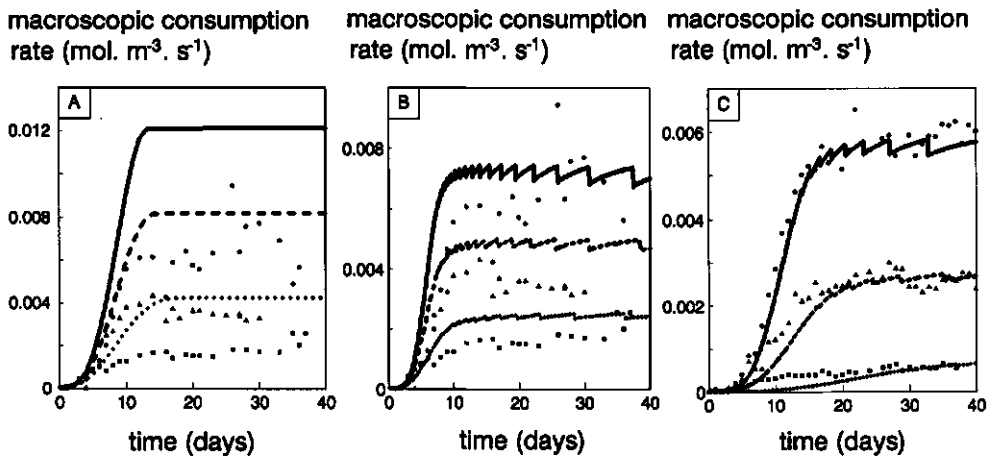 macroscopic consumption
rate (mol. m⁻³. s⁻¹)
macroscopic consumption
rate (mol. m⁻³. s⁻¹)
macroscopic consumption
rate (mol. m⁻³. s⁻¹)
A
0.012
0.008
0.004
0
0 10 20 30 40
time (days)
B
0.008
0.004
0
0 10 20 30 40
time (days)
C
0.006
0.004
0.002
0
0 10 20 30 40
time (days)